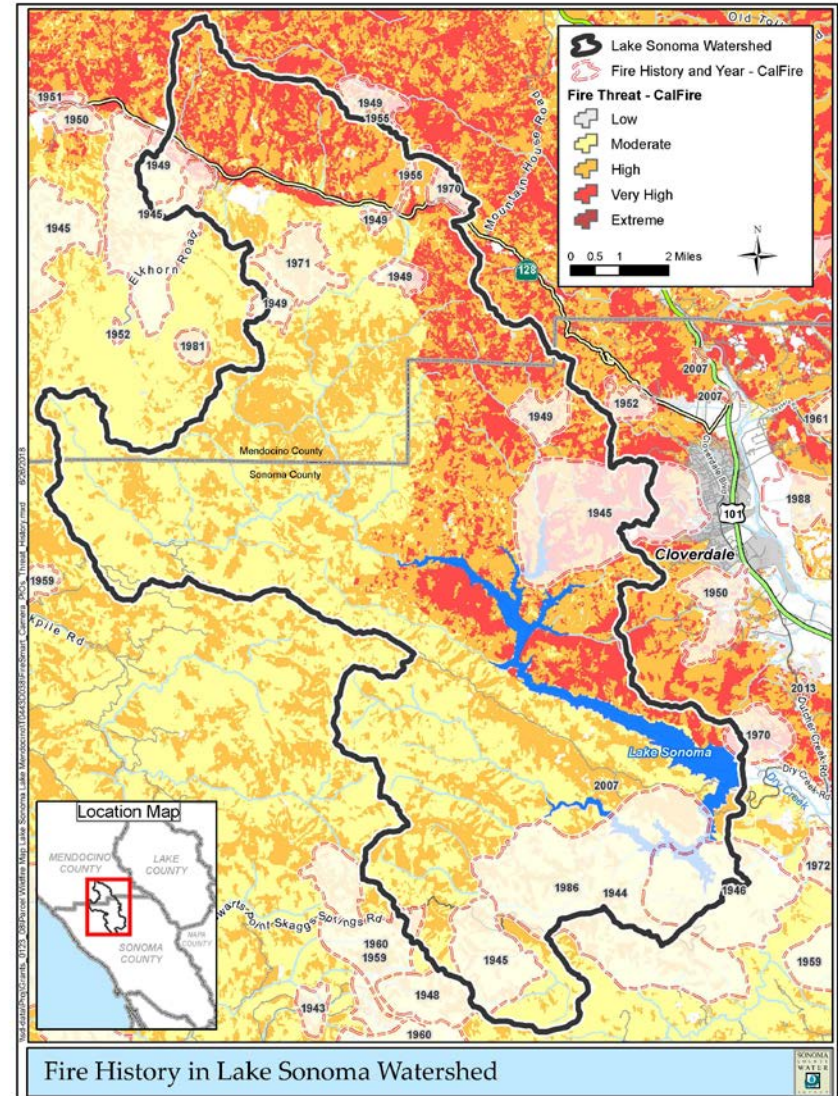 Lake Sonoma Watershed
Fire History and Year - CalFire
Fire Threat - CalFire
Low
Moderate
High
Very High
Extreme
N
0 0.5 1 2 Miles
1951
1950
1949
1955
Mountain House Road
1949
1955
1970
1945
1945
1949
Elkhorn Road
1971
1949
128
1949
1952
1981
2007
2007
1952
1949
1961
Mendocino County
Sonoma County
Cloverdale Blvd
1945
1988
101
Cloverdale
1959
1950
kpile Rd
2013
Dutcher Creek Rd
1970
Lake Sonoma
Dry Creek Rd
Dry Creek
2007
Location Map
MENDOCINO
COUNTY
LAKE
COUNTY
SONOMA
COUNTY
NAPA
COUNTY
1972
1986
1944
1946
warts-Point Skaggs-Springs Rd
1960
1959
1945
1959
1943
1948
1960
Fire History in Lake Sonoma Watershed
SONOMA
COUNTY
WATER
AGENCY